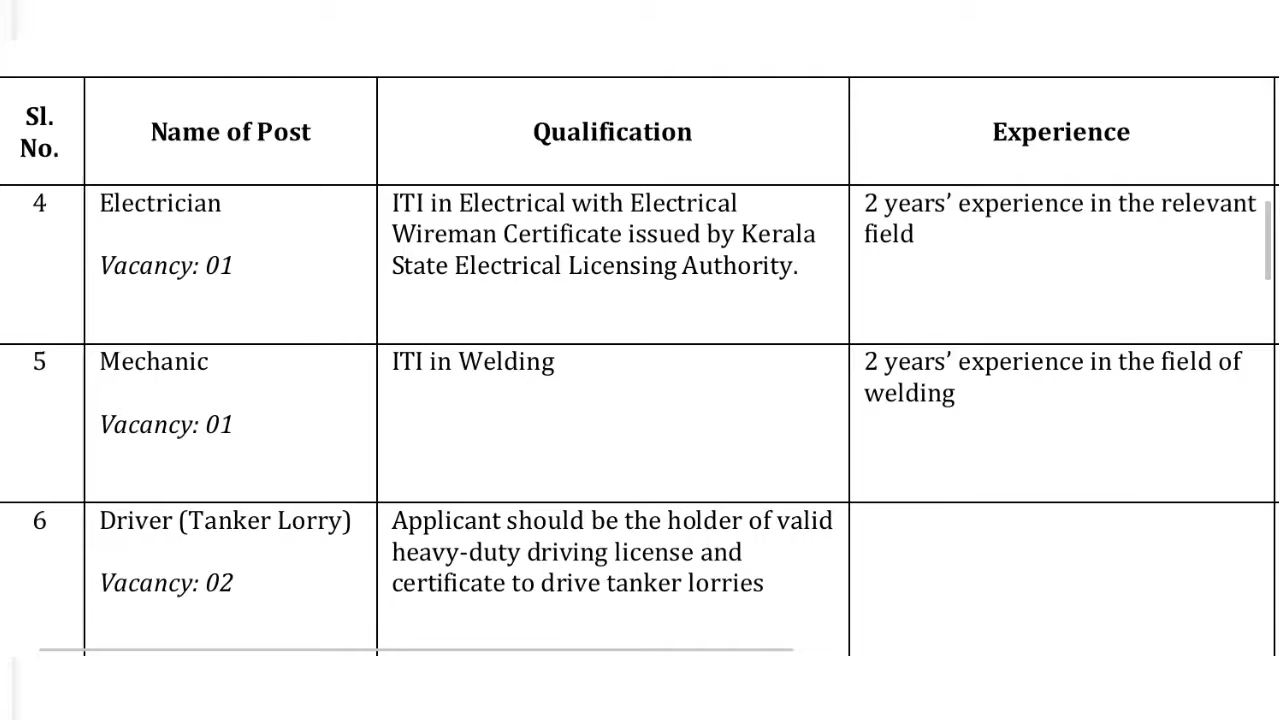 Sl.
No.
Name of Post
Qualification
Experience
4
Electrician
Vacancy: 01
ITI in Electrical with Electrical
Wireman Certificate issued by Kerala
State Electrical Licensing Authority.
2 years’ experience in the relevant
field
5
Mechanic
Vacancy: 01
ITI in Welding
2 years’ experience in the field of
welding
6
Driver (Tanker Lorry)
Vacancy: 02
Applicant should be the holder of valid
heavy-duty driving license and
certificate to drive tanker lorries